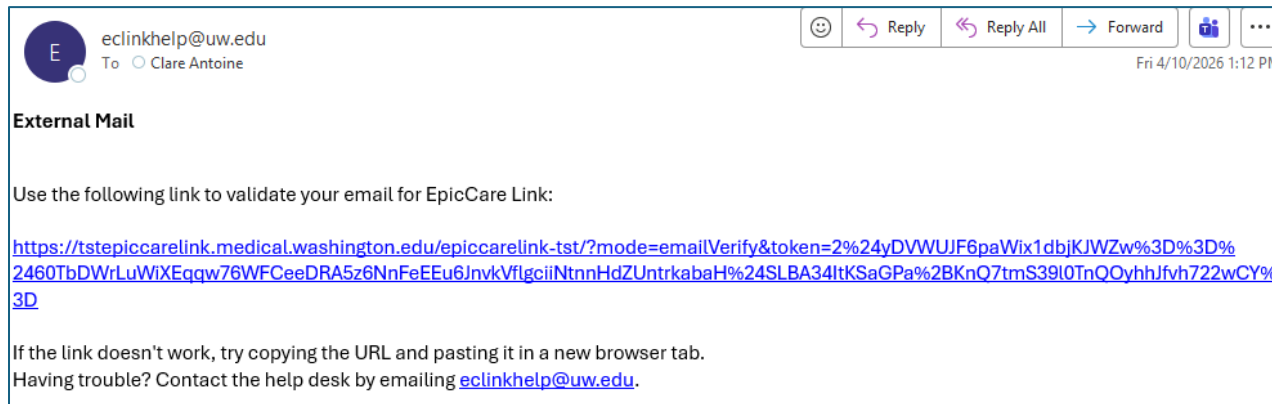 E
eclinkhelp@uw.edu
To Clare Antoine
Reply
Reply All
Forward
Fri 4/10/2026 1:12 PM
External Mail
Use the following link to validate your email for EpicCare Link:
https://tstepiccarelink.medical.washington.edu/epiccarelink-tst/?mode=emailVerify&token=2%24yDVWUJF6paWix1dbjKJWZw%3D%3D%
2460TbDWrLuWiXEqqw76WFCeeDRA5z6NnFeEEu6JnvkVflgciiNtnnHdZUntrkabaH%24SLBA34ItKSaGPa%2BKnQ7tmS39l0TnQOyhhJfvh722wCY%
3D
If the link doesn't work, try copying the URL and pasting it in a new browser tab.
Having trouble? Contact the help desk by emailing eclinkhelp@uw.edu.